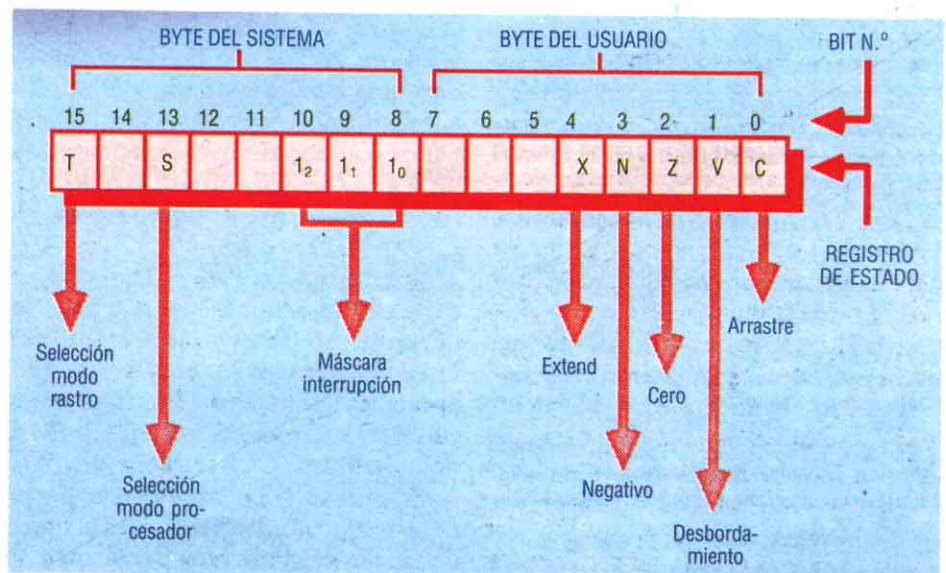 BYTE DEL SISTEMA
BYTE DEL USUARIO
BIT N.º
15 14 13 12 11 10 9 8 7 6 5 4 3 2 1 0
T S 1₂ 1₁ 1₀ X N Z V C
REGISTRO
DE ESTADO
Selección
modo
rastro
Selección
modo pro-
cesador
Máscara
interrupción
Extend
Negativo
Cero
Desborda-
miento
Arrastre